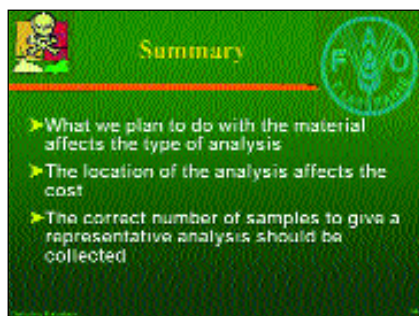 Summary
F A O
➤What we plan to do with the material
affects the type of analysis
➤The location of the analysis affects the
cost
➤The correct number of samples to give a
representative analysis should be
collected